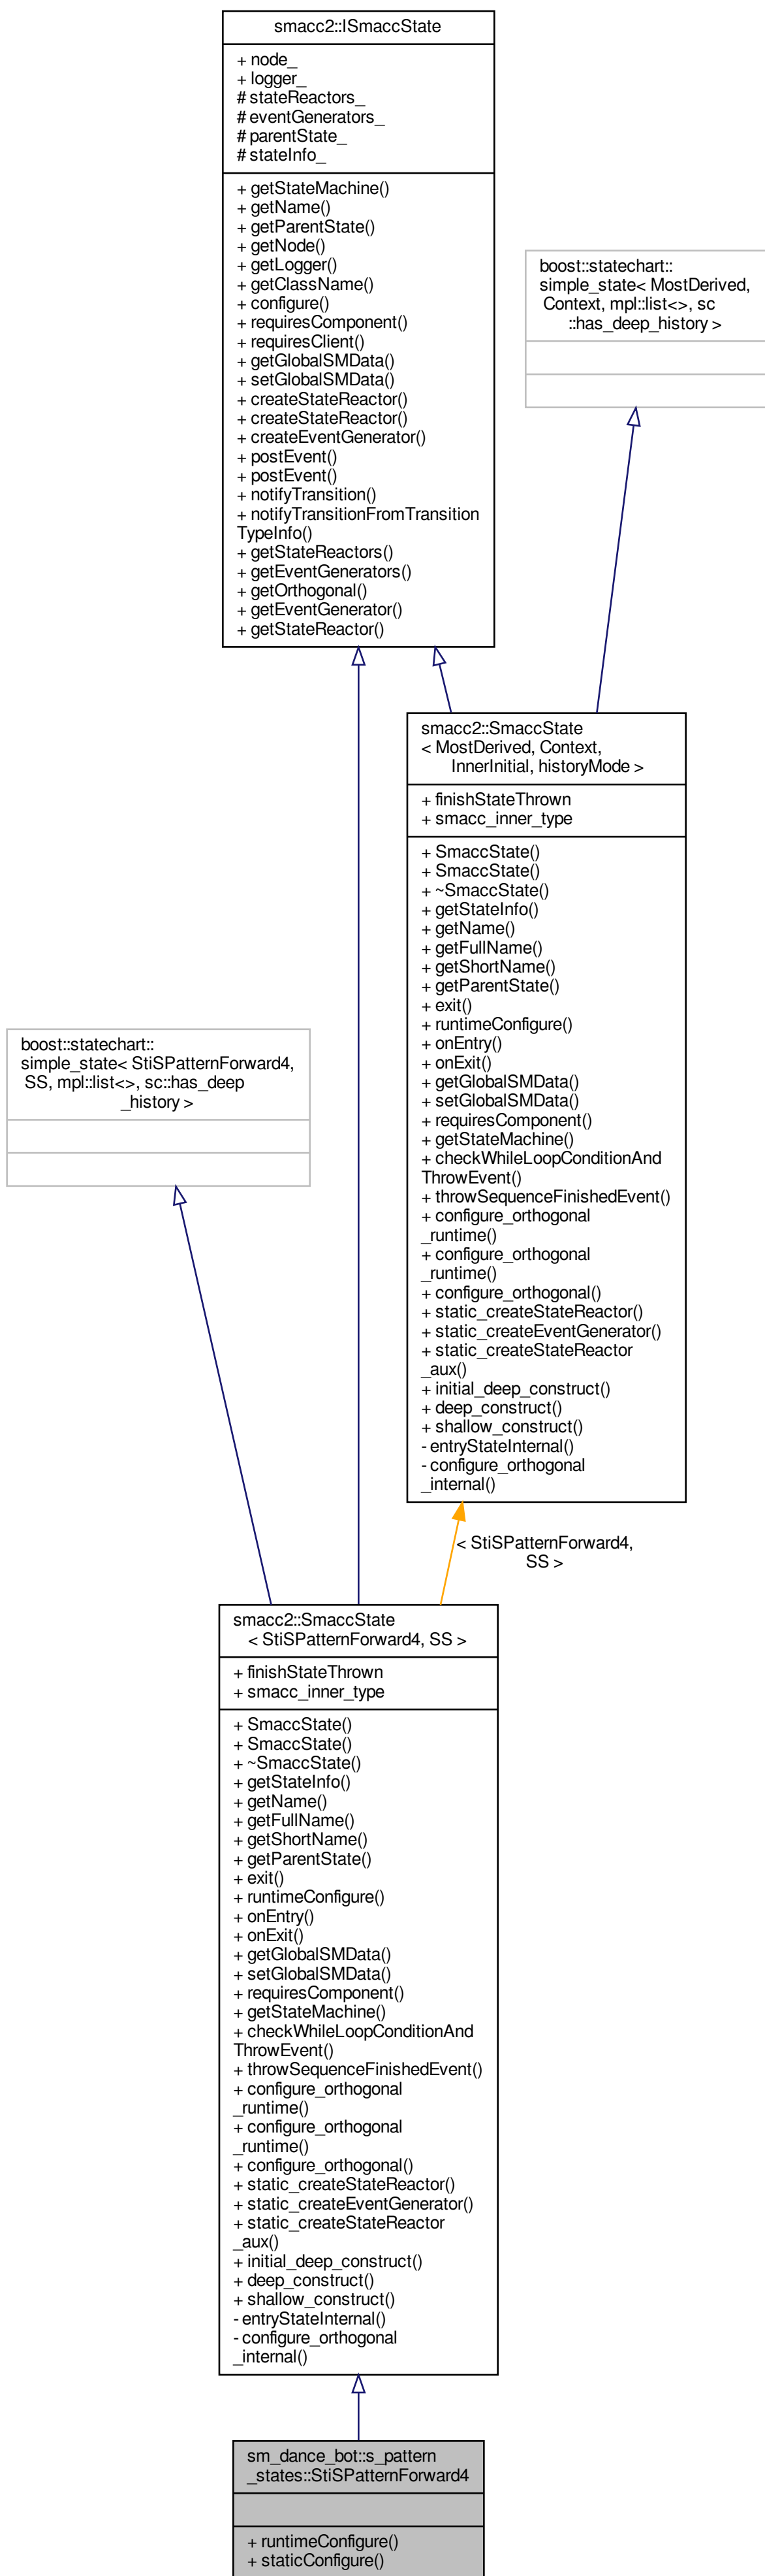 smacc2::ISmaccState
+ node_
+ logger_
# stateReactors_
# eventGenerators_
# parentState_
# stateInfo_
+ getStateMachine()
+ getName()
+ getParentState()
+ getNode()
+ getLogger()
+ getClassName()
+ configure()
+ requiresComponent()
+ requiresClient()
+ getGlobalSMData()
+ setGlobalSMData()
+ createStateReactor()
+ createStateReactor()
+ createEventGenerator()
+ postEvent()
+ postEvent()
+ notifyTransition()
+ notifyTransitionFromTransition
TypeInfo()
+ getStateReactors()
+ getEventGenerators()
+ getOrthogonal()
+ getEventGenerator()
+ getStateReactor()
boost::statechart::
simple_state< MostDerived,
Context, mpl::list<>, sc
::has_deep_history >
smacc2::SmaccState
< MostDerived, Context,
InnerInitial, historyMode >
+ finishStateThrown
+ smacc_inner_type
+ SmaccState()
+ SmaccState()
+ ~SmaccState()
+ getStateInfo()
+ getName()
+ getFullName()
+ getShortName()
+ getParentState()
+ exit()
+ runtimeConfigure()
+ onEntry()
+ onExit()
+ getGlobalSMData()
+ setGlobalSMData()
+ requiresComponent()
+ getStateMachine()
+ checkWhileLoopConditionAnd
ThrowEvent()
+ throwSequenceFinishedEvent()
+ configure_orthogonal
_runtime()
+ configure_orthogonal
_runtime()
+ configure_orthogonal()
+ static_createStateReactor()
+ static_createEventGenerator()
+ static_createStateReactor
_aux()
+ initial_deep_construct()
+ deep_construct()
+ shallow_construct()
- entryStateInternal()
- configure_orthogonal
_internal()
boost::statechart::
simple_state< StiSPatternForward4,
SS, mpl::list<>, sc::has_deep
_history >
< StiSPatternForward4,
SS >
smacc2::SmaccState
< StiSPatternForward4, SS >
+ finishStateThrown
+ smacc_inner_type
+ SmaccState()
+ SmaccState()
+ ~SmaccState()
+ getStateInfo()
+ getName()
+ getFullName()
+ getShortName()
+ getParentState()
+ exit()
+ runtimeConfigure()
+ onEntry()
+ onExit()
+ getGlobalSMData()
+ setGlobalSMData()
+ requiresComponent()
+ getStateMachine()
+ checkWhileLoopConditionAnd
ThrowEvent()
+ throwSequenceFinishedEvent()
+ configure_orthogonal
_runtime()
+ configure_orthogonal
_runtime()
+ configure_orthogonal()
+ static_createStateReactor()
+ static_createEventGenerator()
+ static_createStateReactor
_aux()
+ initial_deep_construct()
+ deep_construct()
+ shallow_construct()
- entryStateInternal()
- configure_orthogonal
_internal()
sm_dance_bot::s_pattern
_states::StiSPatternForward4
+ runtimeConfigure()
+ staticConfigure()